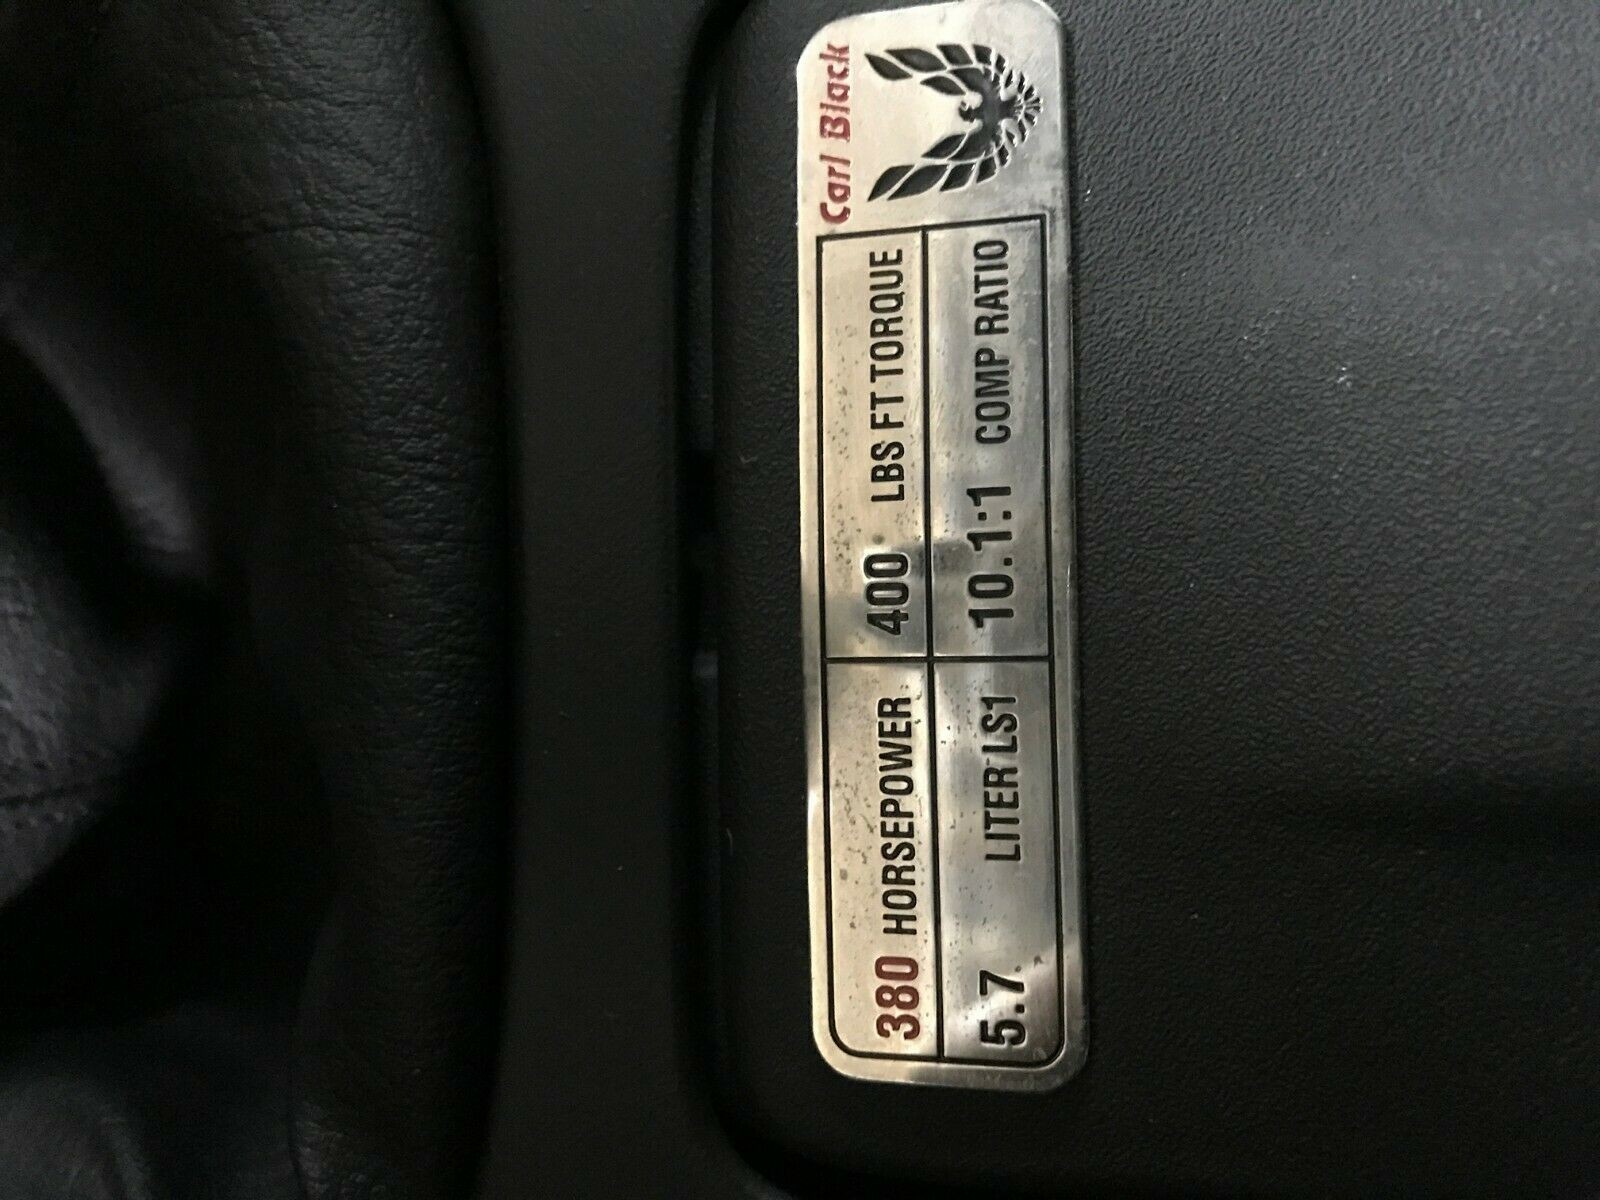 380 HORSEPOWER
400 LBS FT TORQUE
5.7 LITER LS1
10.1:1 COMP RATIO
Carl Black